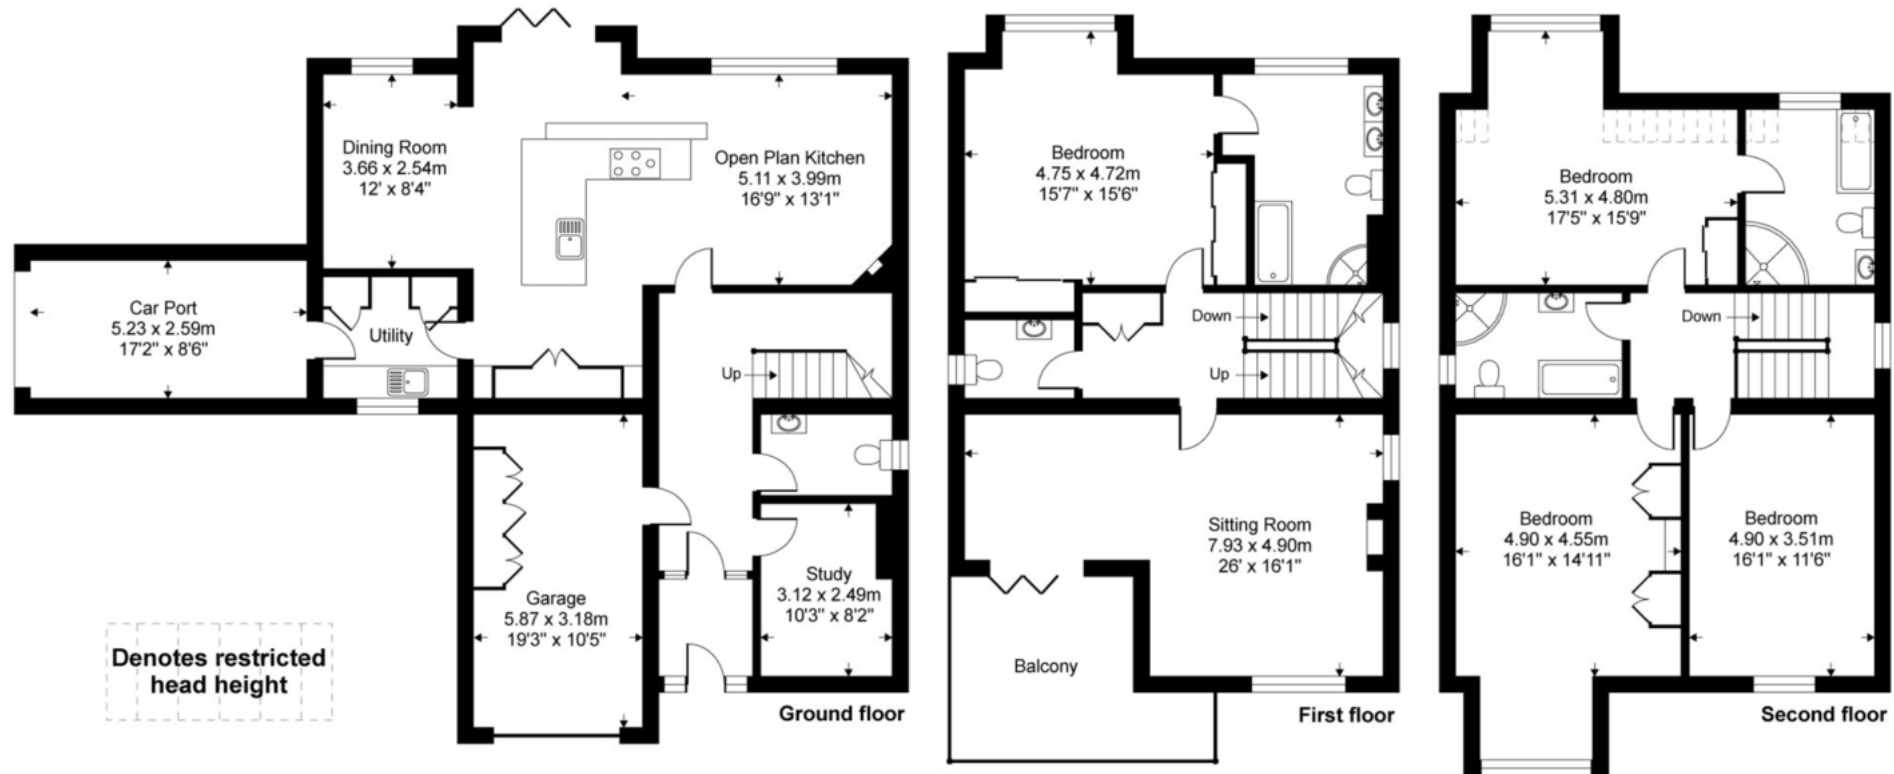 Dining Room
3.66 x 2.54m
12' x 8'4"
Open Plan Kitchen
5.11 x 3.99m
16'9" x 13'1"
Car Port
5.23 x 2.59m
17'2" x 8'6"
Utility
Up
Garage
5.87 x 3.18m
19'3" x 10'5"
Study
3.12 x 2.49m
10'3" x 8'2"
Denotes restricted
head height
Ground floor
Bedroom
4.75 x 4.72m
15'7" x 15'6"
Down
Up
Sitting Room
7.93 x 4.90m
26' x 16'1"
Balcony
First floor
Bedroom
5.31 x 4.80m
17'5" x 15'9"
Down
Bedroom
4.90 x 4.55m
16'1" x 14'11"
Bedroom
4.90 x 3.51m
16'1" x 11'6"
Second floor